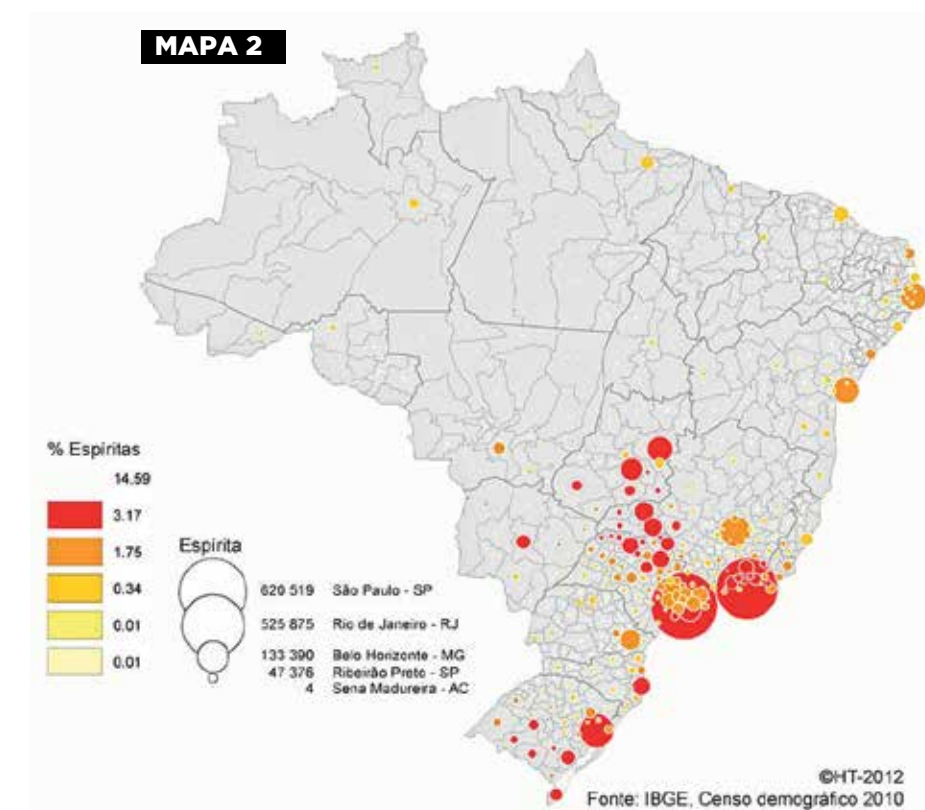 MAPA 2
% Espíritas
14.59
3.17
1.75
0.34
0.01
0.01
Espírita
620 519 São Paulo - SP
525 875 Rio de Janeiro - RJ
133 390 Belo Horizonte - MG
47 376 Ribeirão Preto - SP
4 Sena Madureira - AC
©HT-2012
Fonte: IBGE, Censo demográfico 2010